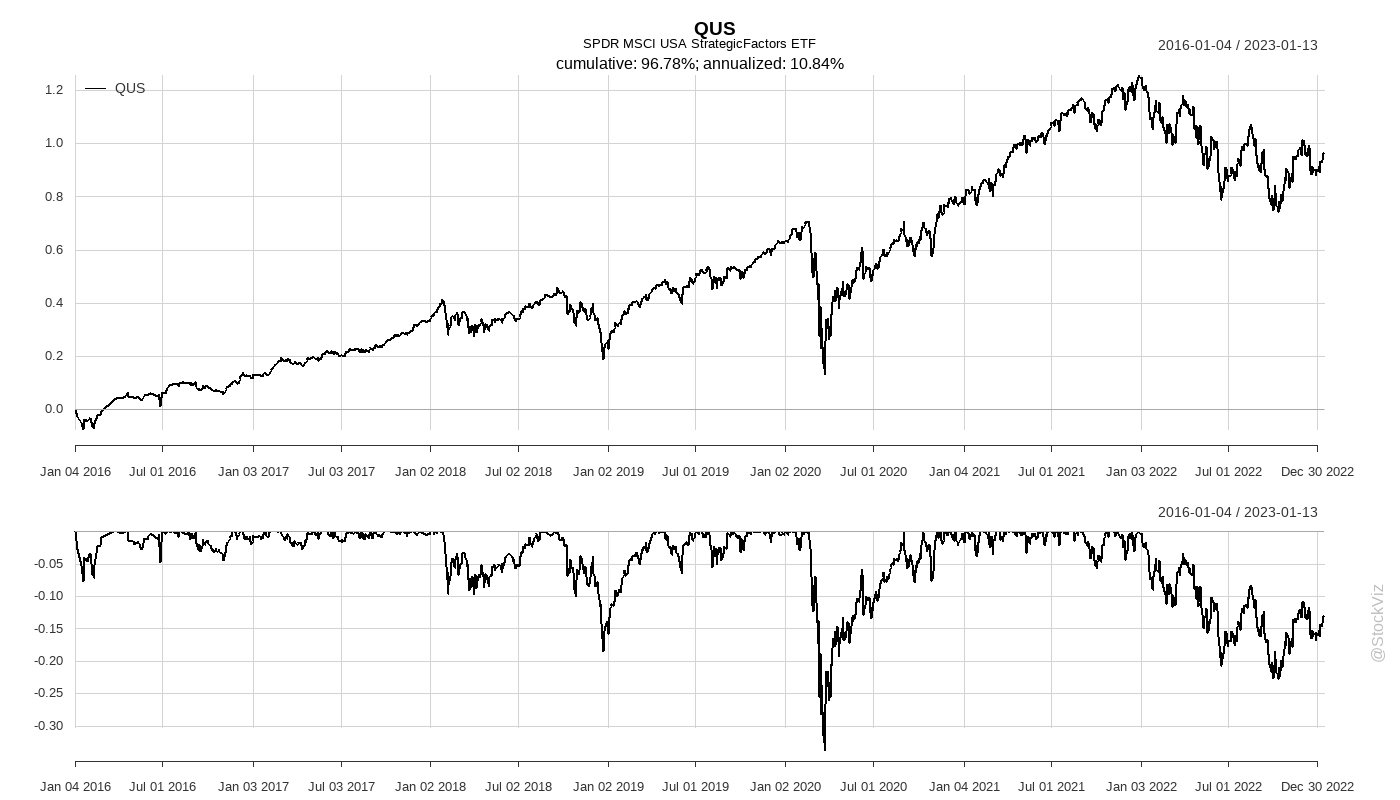 QUS
SPDR MSCI USA StrategicFactors ETF
cumulative: 96.78%; annualized: 10.84%
2016-01-04 / 2023-01-13
QUS
1.2
1.0
0.8
0.6
0.4
0.2
0.0
Jan 04 2016 Jul 01 2016 Jan 03 2017 Jul 03 2017 Jan 02 2018 Jul 02 2018 Jan 02 2019 Jul 01 2019 Jan 02 2020 Jul 01 2020 Jan 04 2021 Jul 01 2021 Jan 03 2022 Jul 01 2022 Dec 30 2022
2016-01-04 / 2023-01-13
-0.05
-0.10
-0.15
-0.20
-0.25
-0.30
Jan 04 2016 Jul 01 2016 Jan 03 2017 Jul 03 2017 Jan 02 2018 Jul 02 2018 Jan 02 2019 Jul 01 2019 Jan 02 2020 Jul 01 2020 Jan 04 2021 Jul 01 2021 Jan 03 2022 Jul 01 2022 Dec 30 2022
@StockViz